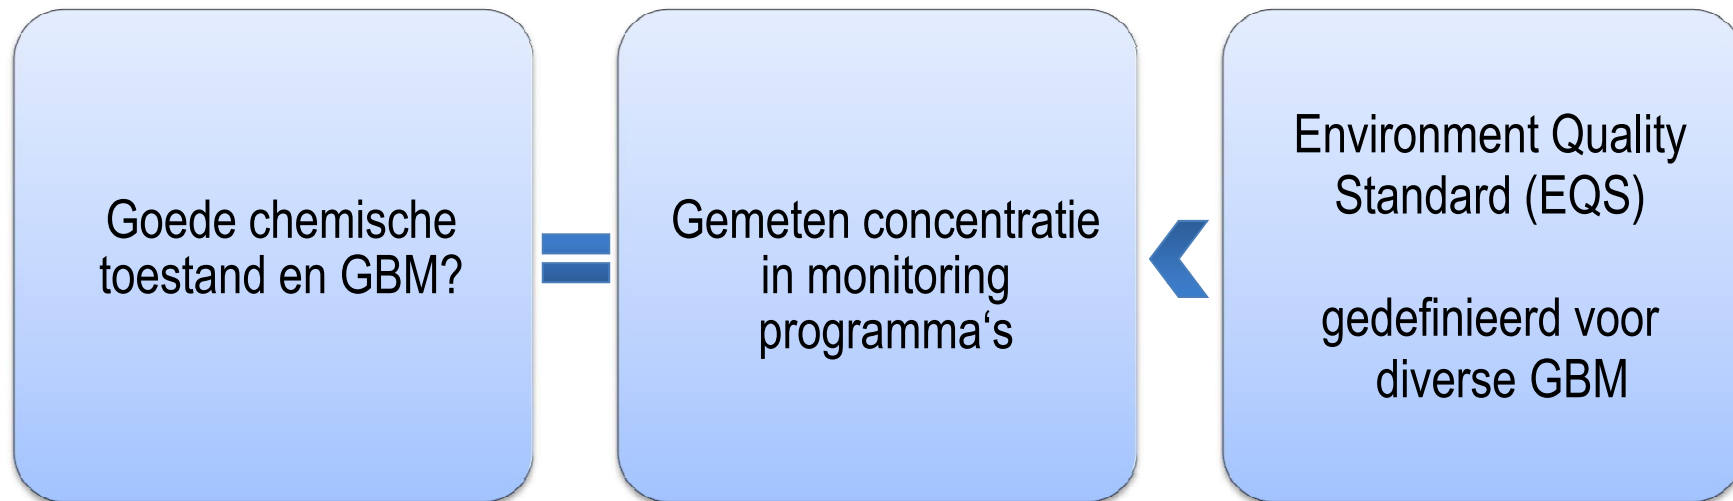 Goede chemische
toestand en GBM?
=
Gemeten concentratie
in monitoring
programma‘s
<
Environment Quality
Standard (EQS)
gedefinieerd voor
diverse GBM